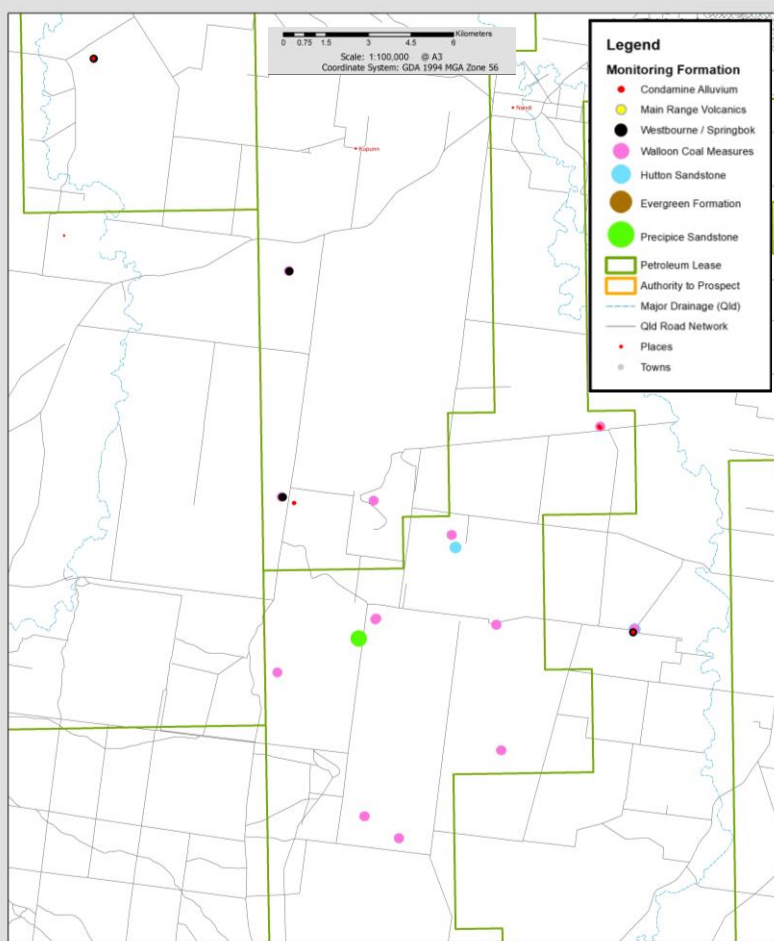 0 0.75 1.5 3 4.5 6 Kilometers
Scale: 1:100,000 @ A3
Coordinate System: GDA 1994 MGA Zone 56
Nandi
Kupunn
Legend
Monitoring Formation
Condamine Alluvium
Main Range Volcanics
Westbourne / Springbok
Walloon Coal Measures
Hutton Sandstone
Evergreen Formation
Precipice Sandstone
Petroleum Lease
Authority to Prospect
Major Drainage (Qld)
Qld Road Network
Places
Towns